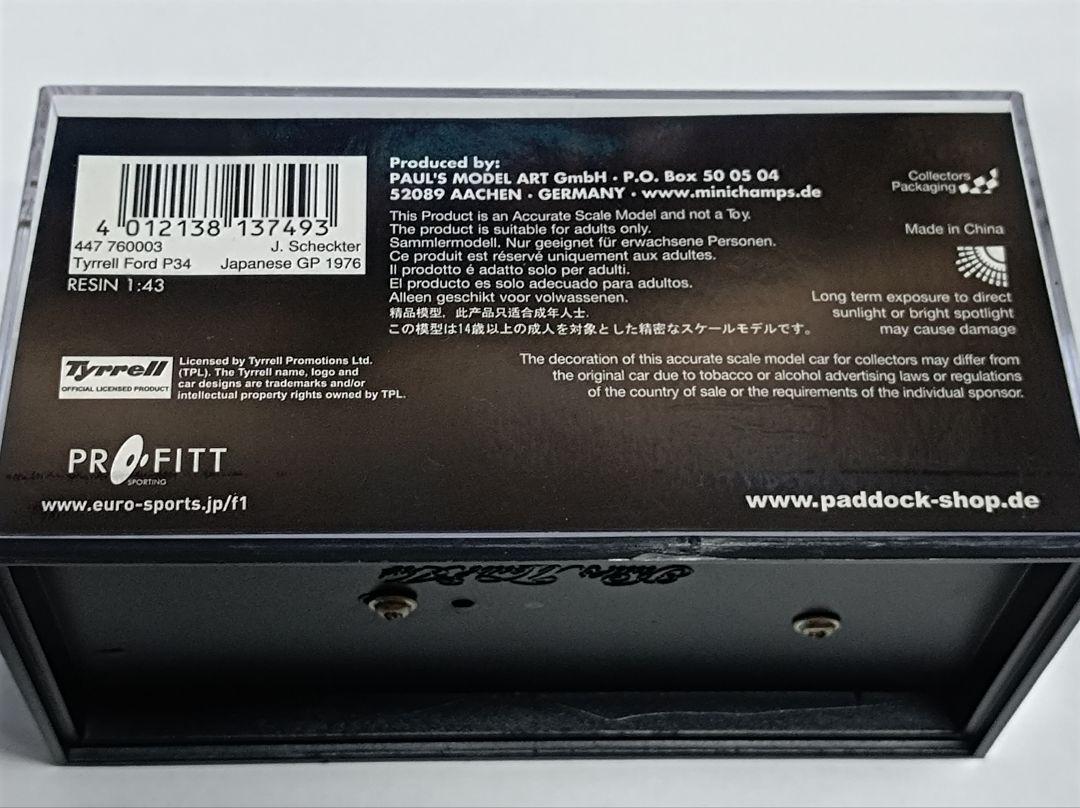 4 012138 137493
447 760003 J. Scheckter
Tyrrell Ford P34 Japanese GP 1976
RESIN 1:43
Produced by:
PAUL'S MODEL ART GmbH · P.O. Box 50 05 04
52089 AACHEN · GERMANY · www.minichamps.de
This Product is an Accurate Scale Model and not a Toy.
The product is suitable for adults only.
Sammlermodell. Nur geeignet für erwachsene Personen.
Ce produit est réservé uniquement aux adultes.
Il prodotto é adatto solo per adulti.
El producto es solo adecuado para adultos.
Alleen geschikt voor volwassenen.
精品模型. 此产品只适合成年人士.
この模型は14歳以上の成人を対象とした精密なスケールモデルです。
Collectors
Packaging
Made in China
Long term exposure to direct
sunlight or bright spotlight
may cause damage
Tyrrell
OFFICIAL LICENSED PRODUCT
Licensed by Tyrrell Promotions Ltd.
(TPL). The Tyrrell name, logo and
car designs are trademarks and/or
intellectual property rights owned by TPL.
The decoration of this accurate scale model car for collectors may differ from
the original car due to tobacco or alcohol advertising laws or regulations
of the country of sale or the requirements of the individual sponsor.
PROFITT
SPORTING
www.euro-sports.jp/f1
www.paddock-shop.de